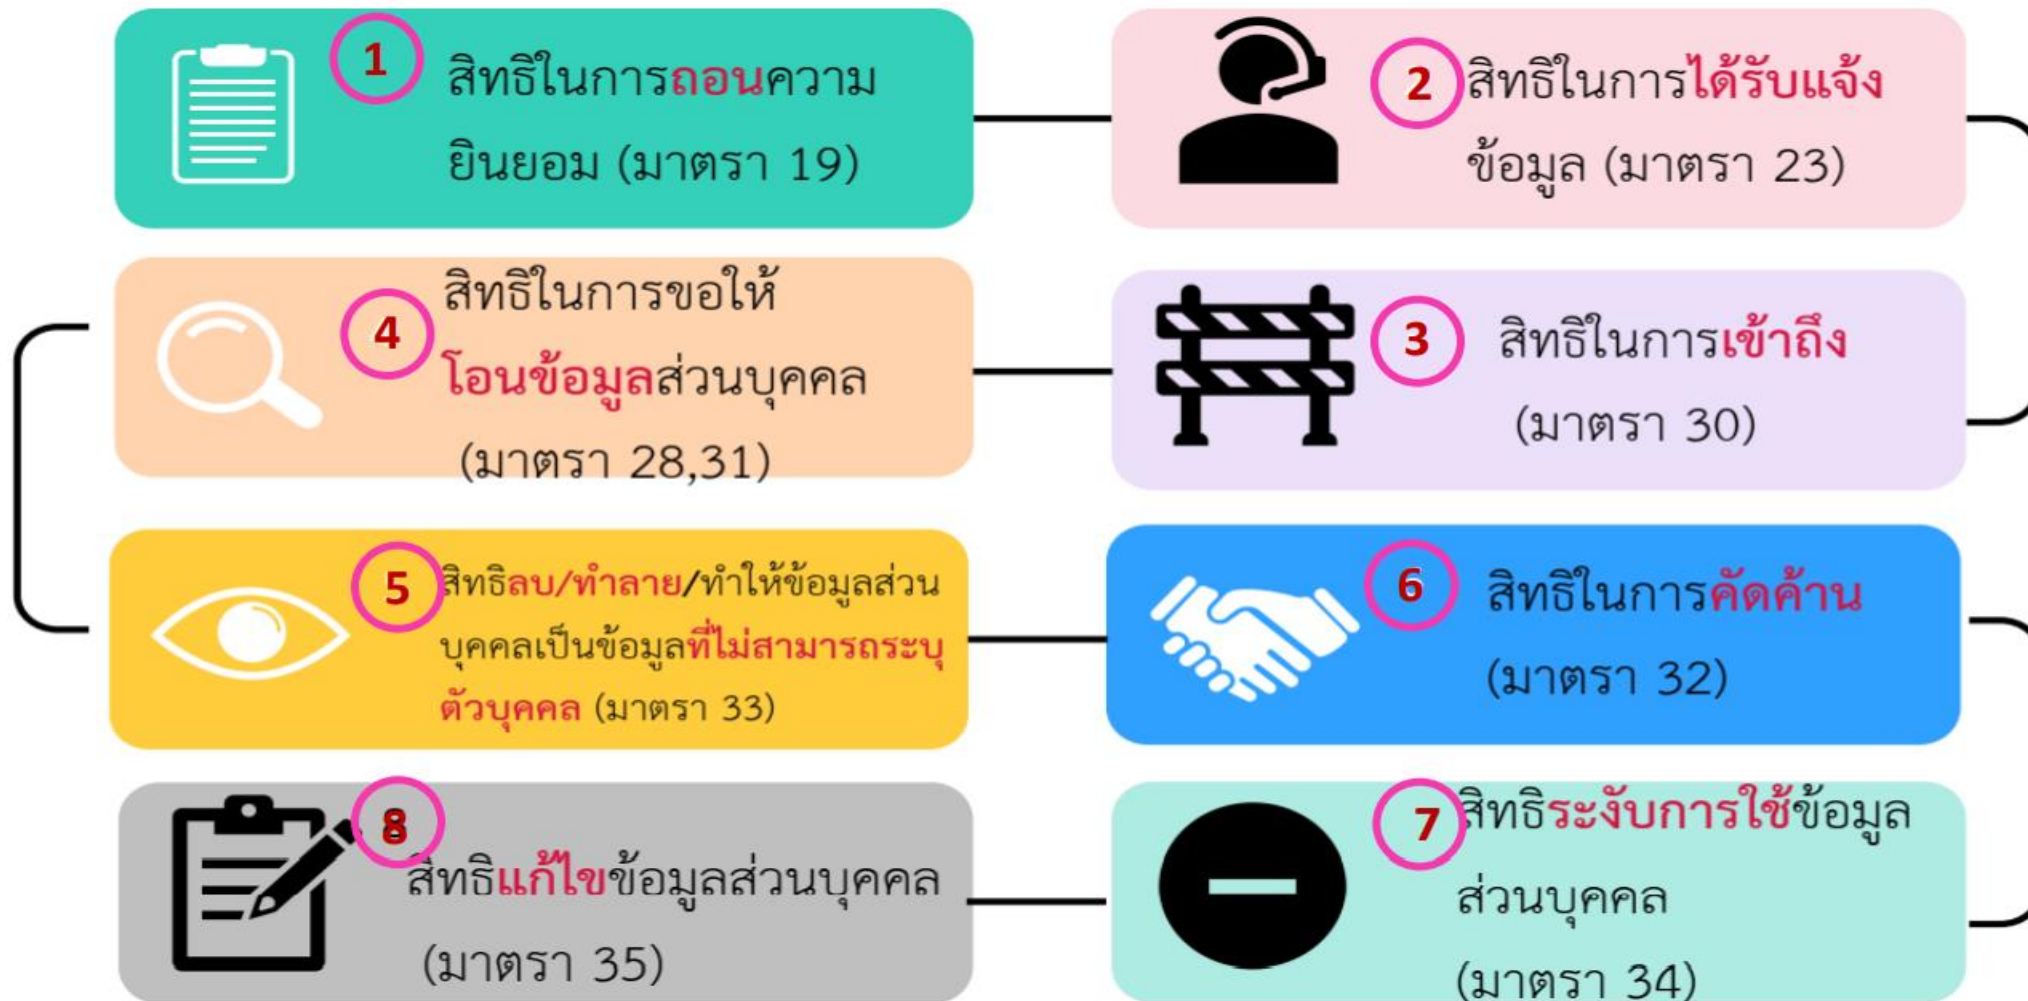 1
สิทธิในการถอนความ
ยินยอม (มาตรา 19)
2
สิทธิในการได้รับแจ้ง
ข้อมูล (มาตรา 23)
3
สิทธิในการเข้าถึง
(มาตรา 30)
4
สิทธิในการขอให้
โอนข้อมูลส่วนบุคคล
(มาตรา 28,31)
5
สิทธิลบ/ทำลาย/ทำให้ข้อมูลส่วน
บุคคลเป็นข้อมูลที่ไม่สามารถระบุ
ตัวบุคคล (มาตรา 33)
6
สิทธิในการคัดค้าน
(มาตรา 32)
7
สิทธิระงับการใช้ข้อมูล
ส่วนบุคคล
(มาตรา 34)
8
สิทธิแก้ไขข้อมูลส่วนบุคคล
(มาตรา 35)